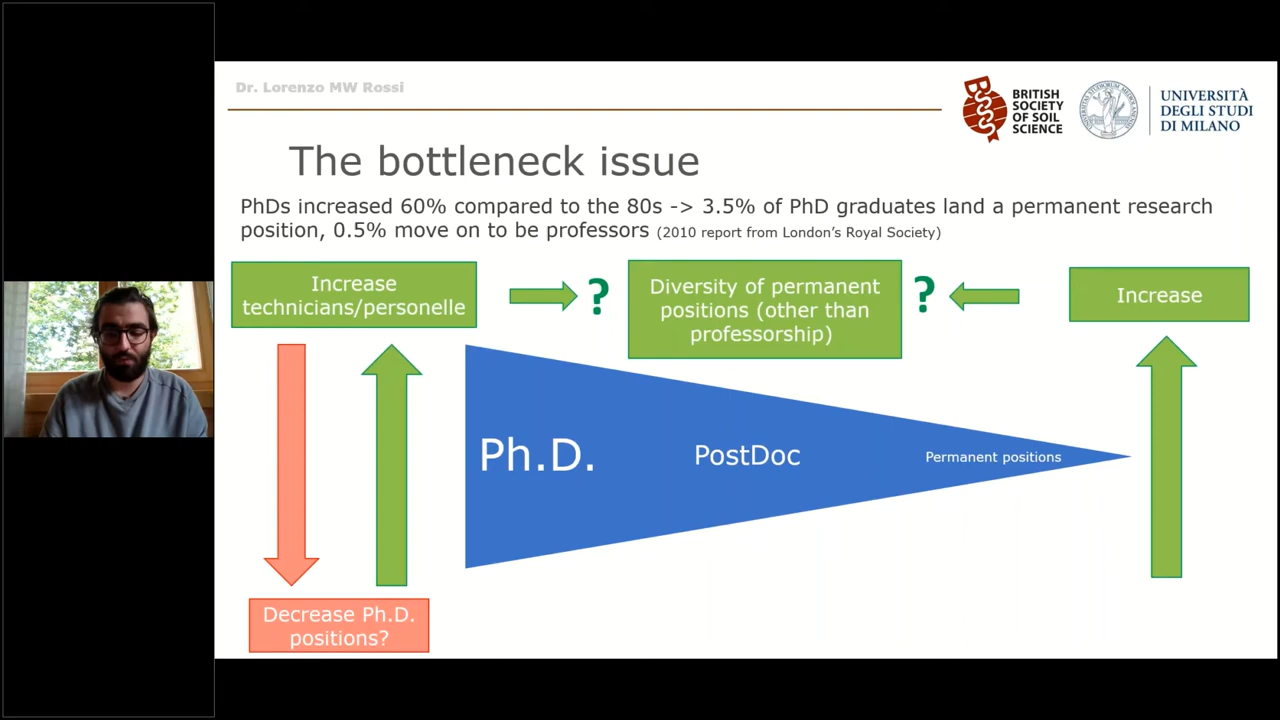 Dr. Lorenzo MW Rossi
BRITISH
SOCIETY
OF SOIL
SCIENCE
UNIVERSITÀ
DEGLI STUDI
DI MILANO
The bottleneck issue
PhDs increased 60% compared to the 80s -> 3.5% of PhD graduates land a permanent research
position, 0.5% move on to be professors (2010 report from London's Royal Society)
Increase
technicians/personelle
?
Diversity of permanent
positions (other than
professorship)
?
Increase
Ph.D.
PostDoc
Permanent positions
Decrease Ph.D.
positions?